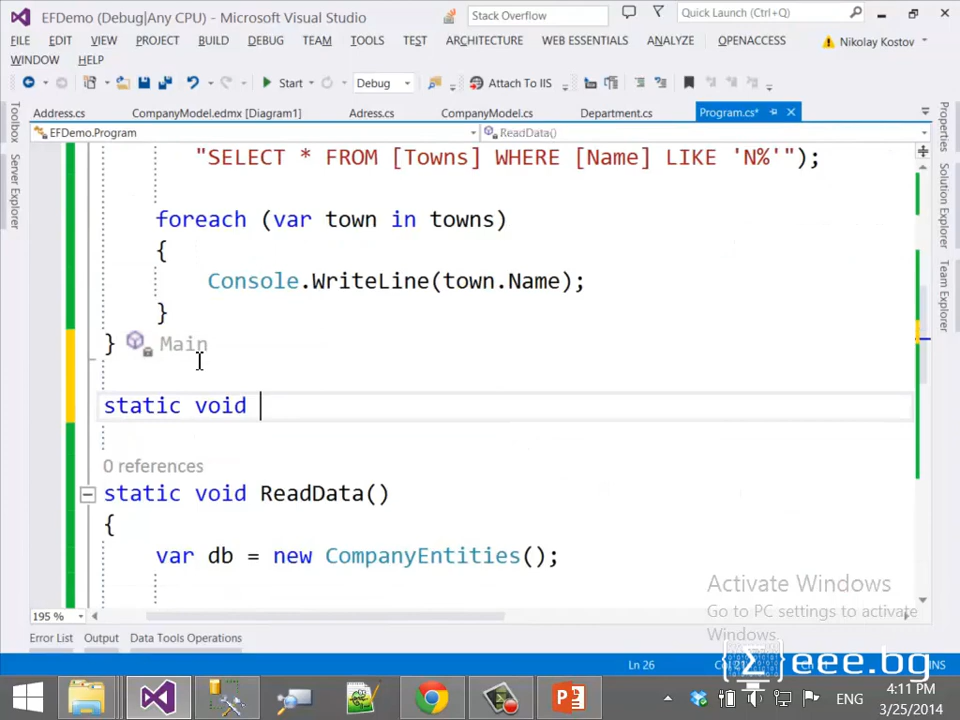 EFDemo (Debug|Any CPU) - Microsoft Visual Studio
Stack Overflow
Quick Launch (Ctrl+Q)
FILE EDIT VIEW PROJECT BUILD DEBUG TEAM TOOLS TEST ARCHITECTURE WEB ESSENTIALS ANALYZE OPENACCESS Nikolay Kostov
WINDOW HELP
Start Debug Attach To IIS
Address.cs CompanyModel.edmx [Diagram1] Adress.cs CompanyModel.cs Department.cs Program.cs*
EFDemo.Program ReadData()
Toolbox
Server Explorer
Properties
Solution Explorer
Team Explorer
"SELECT * FROM [Towns] WHERE [Name] LIKE 'N%'");
foreach (var town in towns)
{
Console.WriteLine(town.Name);
}
} Main
static void
0 references
static void ReadData()
{
var db = new CompanyEntities();
195 %
Activate Windows
Go to PC settings to activate
Windows.
Error List Output Data Tools Operations
Ln 26
eee.bg
ENG
4:11 PM
3/25/2014